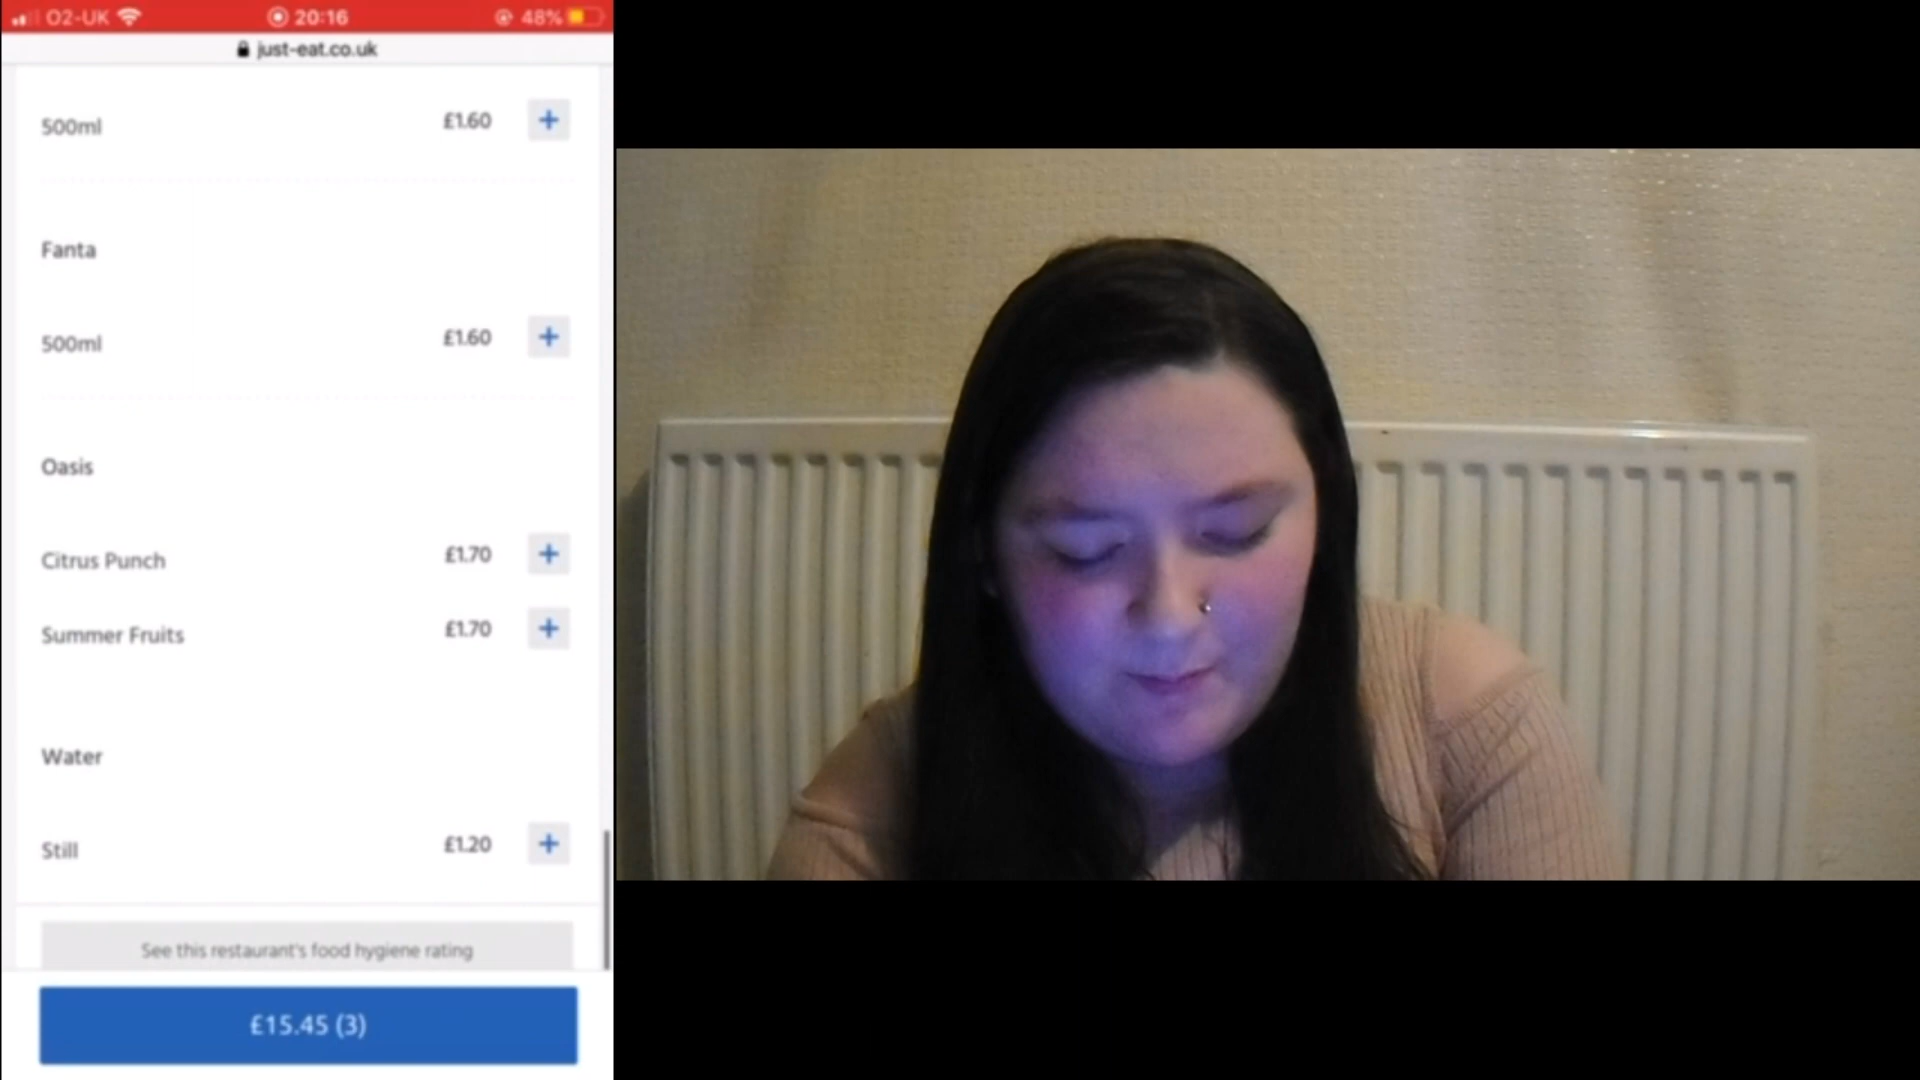 O2-UK 20:16 48%
just-eat.co.uk
500ml £1.60 +
Fanta
500ml £1.60 +
Oasis
Citrus Punch £1.70 +
Summer Fruits £1.70 +
Water
Still £1.20 +
See this restaurant's food hygiene rating
£15.45 (3)